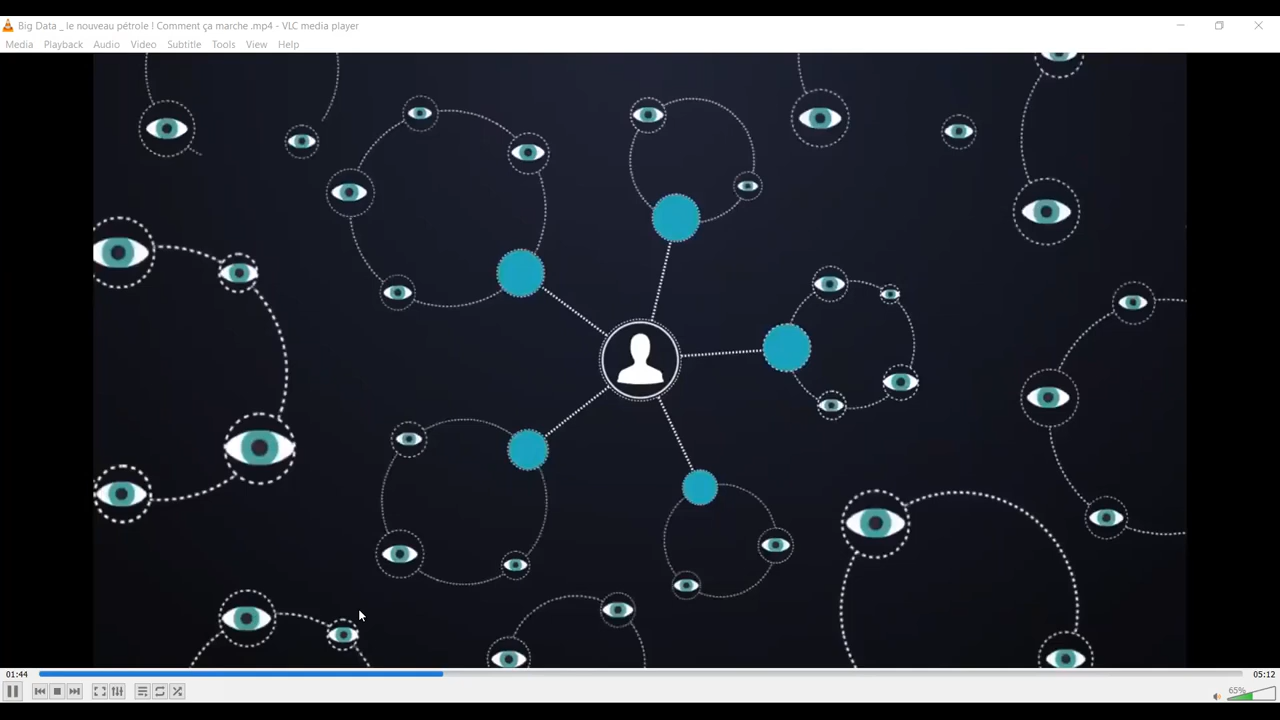 Big Data _ le nouveau pétrole ! Comment ça marche .mp4 - VLC media player
Media Playback Audio Video Subtitle Tools View Help
01:44 05:12
65%